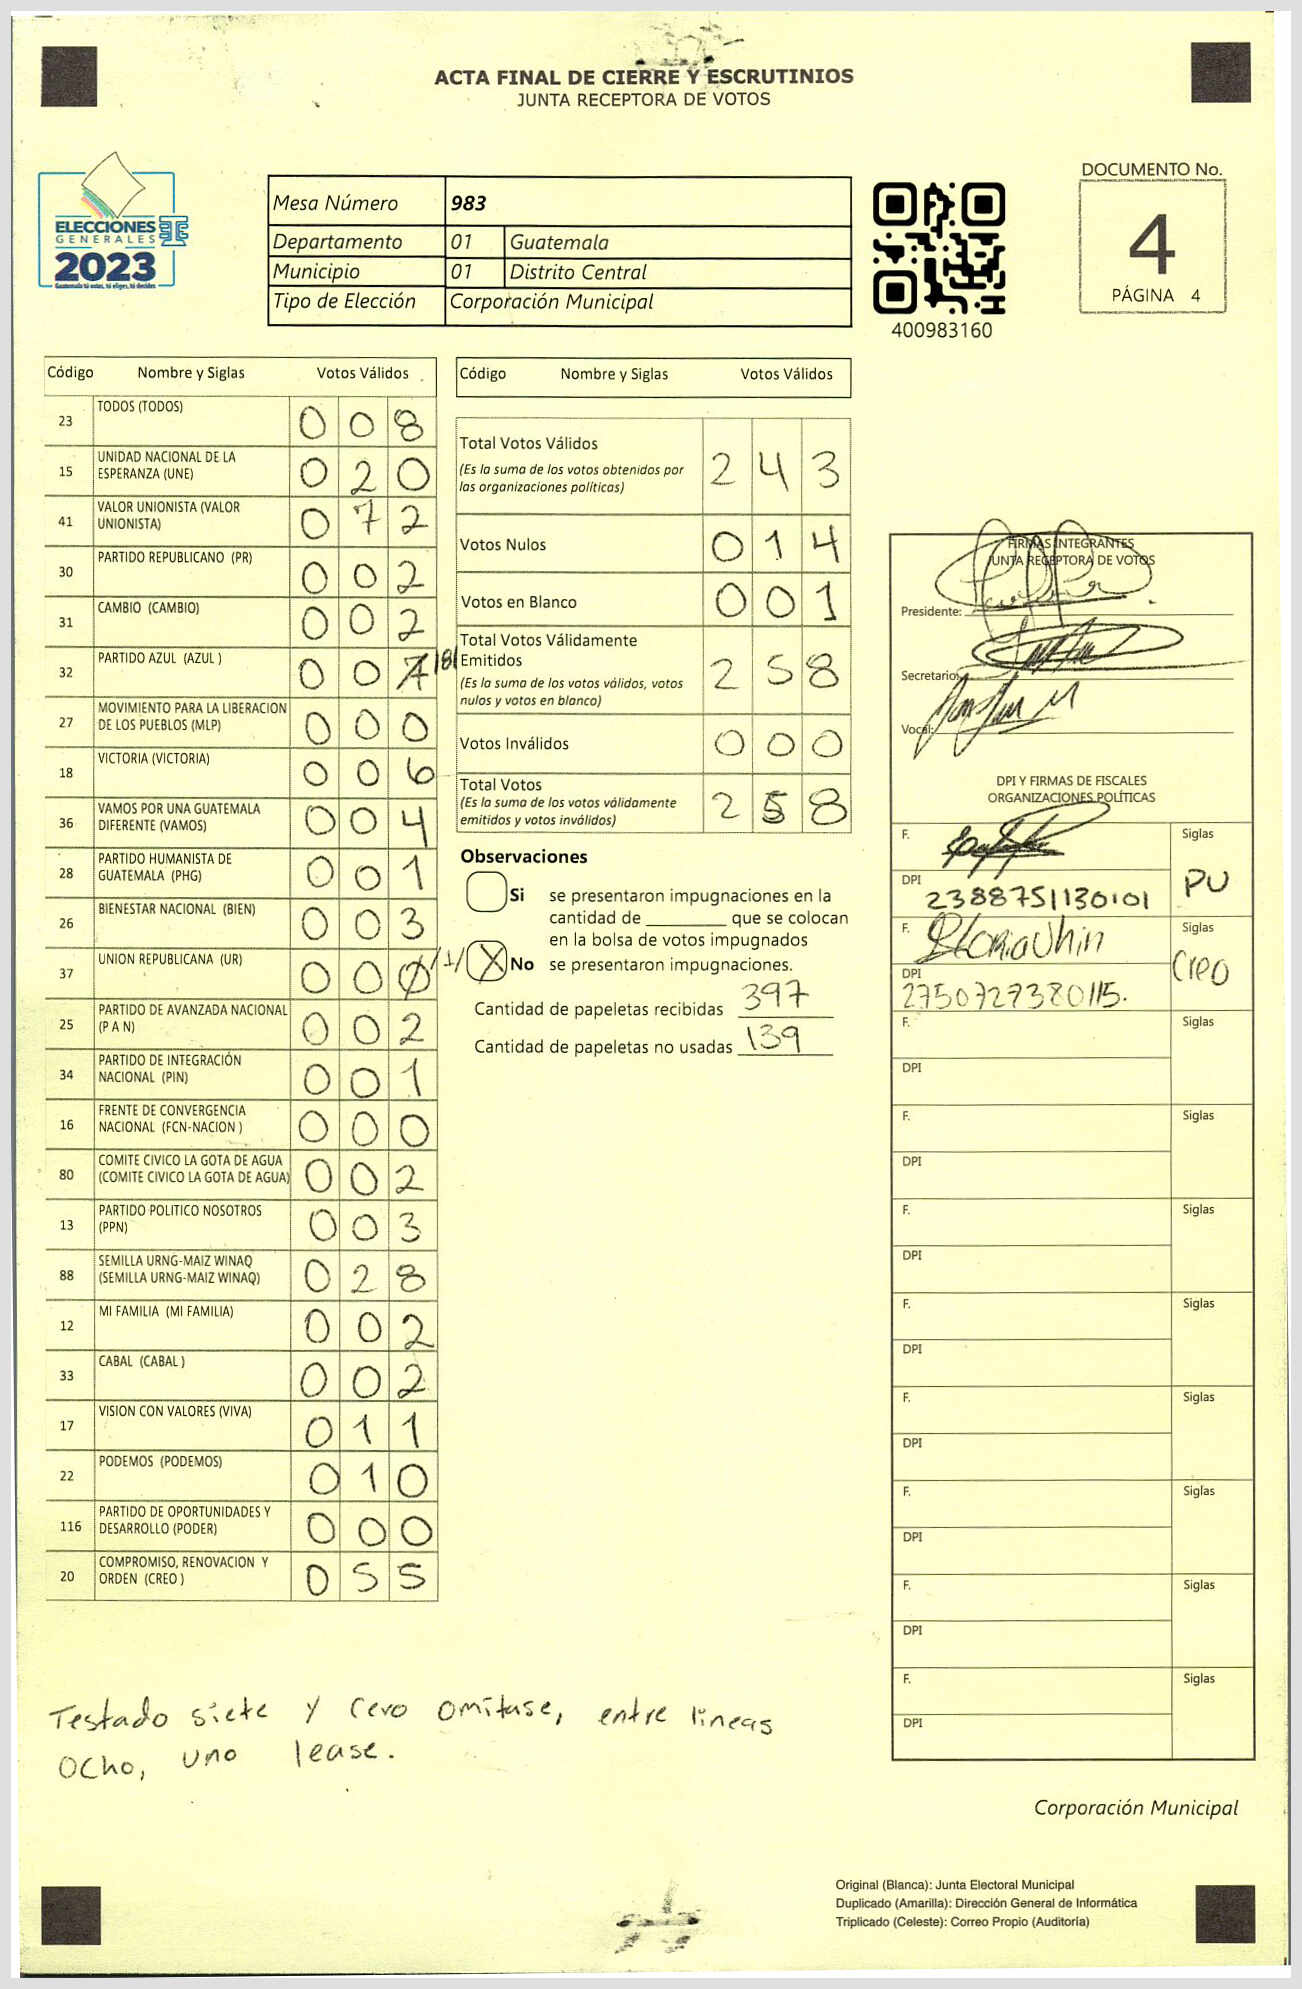 ACTA FINAL DE CIERRE Y ESCRUTINIOS
JUNTA RECEPTORA DE VOTOS
ELECCIONES
GENERALES
2023
Guatemala tú votas, tú eliges, tú decides
Mesa Número 983
Departamento 01 Guatemala
Municipio 01 Distrito Central
Tipo de Elección Corporación Municipal
400983160
DOCUMENTO No.
4
PÁGINA 4
Código Nombre y Siglas Votos Válidos
23 TODOS (TODOS) 0 0 8
15 UNIDAD NACIONAL DE LA
ESPERANZA (UNE) 0 2 0
41 VALOR UNIONISTA (VALOR
UNIONISTA) 0 7 2
30 PARTIDO REPUBLICANO (PR) 0 0 2
31 CAMBIO (CAMBIO) 0 0 2
32 PARTIDO AZUL (AZUL ) 0 0 7 /8/
27 MOVIMIENTO PARA LA LIBERACION
DE LOS PUEBLOS (MLP) 0 0 0
18 VICTORIA (VICTORIA) 0 0 6
36 VAMOS POR UNA GUATEMALA
DIFERENTE (VAMOS) 0 0 4
28 PARTIDO HUMANISTA DE
GUATEMALA (PHG) 0 0 1
26 BIENESTAR NACIONAL (BIEN) 0 0 3
37 UNION REPUBLICANA (UR) 0 0 0 /1/
25 PARTIDO DE AVANZADA NACIONAL
(P A N) 0 0 2
34 PARTIDO DE INTEGRACIÓN
NACIONAL (PIN) 0 0 1
16 FRENTE DE CONVERGENCIA
NACIONAL (FCN-NACION ) 0 0 0
80 COMITE CIVICO LA GOTA DE AGUA
(COMITE CIVICO LA GOTA DE AGUA) 0 0 2
13 PARTIDO POLITICO NOSOTROS
(PPN) 0 0 3
88 SEMILLA URNG-MAIZ WINAQ
(SEMILLA URNG-MAIZ WINAQ) 0 2 8
12 MI FAMILIA (MI FAMILIA) 0 0 2
33 CABAL (CABAL ) 0 0 2
17 VISION CON VALORES (VIVA) 0 1 1
22 PODEMOS (PODEMOS) 0 1 0
116 PARTIDO DE OPORTUNIDADES Y
DESARROLLO (PODER) 0 0 0
20 COMPROMISO, RENOVACION Y
ORDEN (CREO ) 0 5 5
Código Nombre y Siglas Votos Válidos
Total Votos Válidos 2 4 3
(Es la suma de los votos obtenidos por
las organizaciones políticas)
Votos Nulos 0 1 4
Votos en Blanco 0 0 1
Total Votos Válidamente
Emitidos 2 5 8
(Es la suma de los votos válidos, votos
nulos y votos en blanco)
Votos Inválidos 0 0 0
Total Votos 2 5 8
(Es la suma de los votos válidamente
emitidos y votos inválidos)
Observaciones
Si se presentaron impugnaciones en la
cantidad de ________ que se colocan
en la bolsa de votos impugnados
X No se presentaron impugnaciones.
Cantidad de papeletas recibidas 397
Cantidad de papeletas no usadas 139
FIRMAS INTEGRANTES
JUNTA RECEPTORA DE VOTOS
Presidente:
Secretario:
Vocal:
DPI Y FIRMAS DE FISCALES
ORGANIZACIONES POLÍTICAS
F. Siglas
DPI 2388751130101 PU
F. Siglas
DPI 2750727380115. Creo
F. Siglas
DPI
F. Siglas
DPI
F. Siglas
DPI
F. Siglas
DPI
F. Siglas
DPI
F. Siglas
DPI
F. Siglas
DPI
F. Siglas
DPI
Testado siete y cero omitase, entre lineas
ocho, uno lease.
Corporación Municipal
Original (Blanca): Junta Electoral Municipal
Duplicado (Amarilla): Dirección General de Informática
Triplicado (Celeste): Correo Propio (Auditoría)